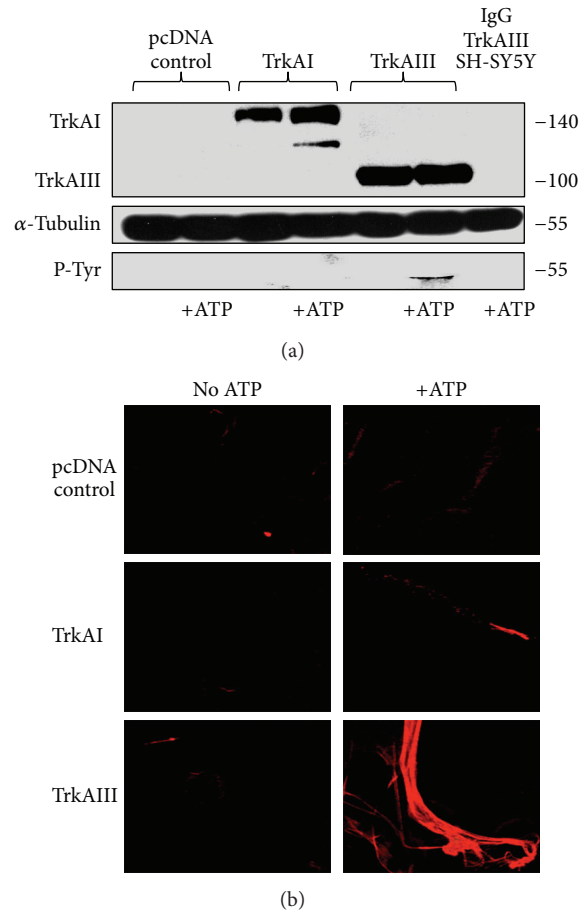 (a)
pcDNA
control
TrkAI
TrkAIII
IgG
TrkAIII
SH-SY5Y
TrkAI
TrkAIII
−140
−100
α-Tubulin
−55
P-Tyr
−55
+ATP
+ATP
+ATP
+ATP
(a)
(b)
No ATP
+ATP
pcDNA
control
TrkAI
TrkAIII
(b)